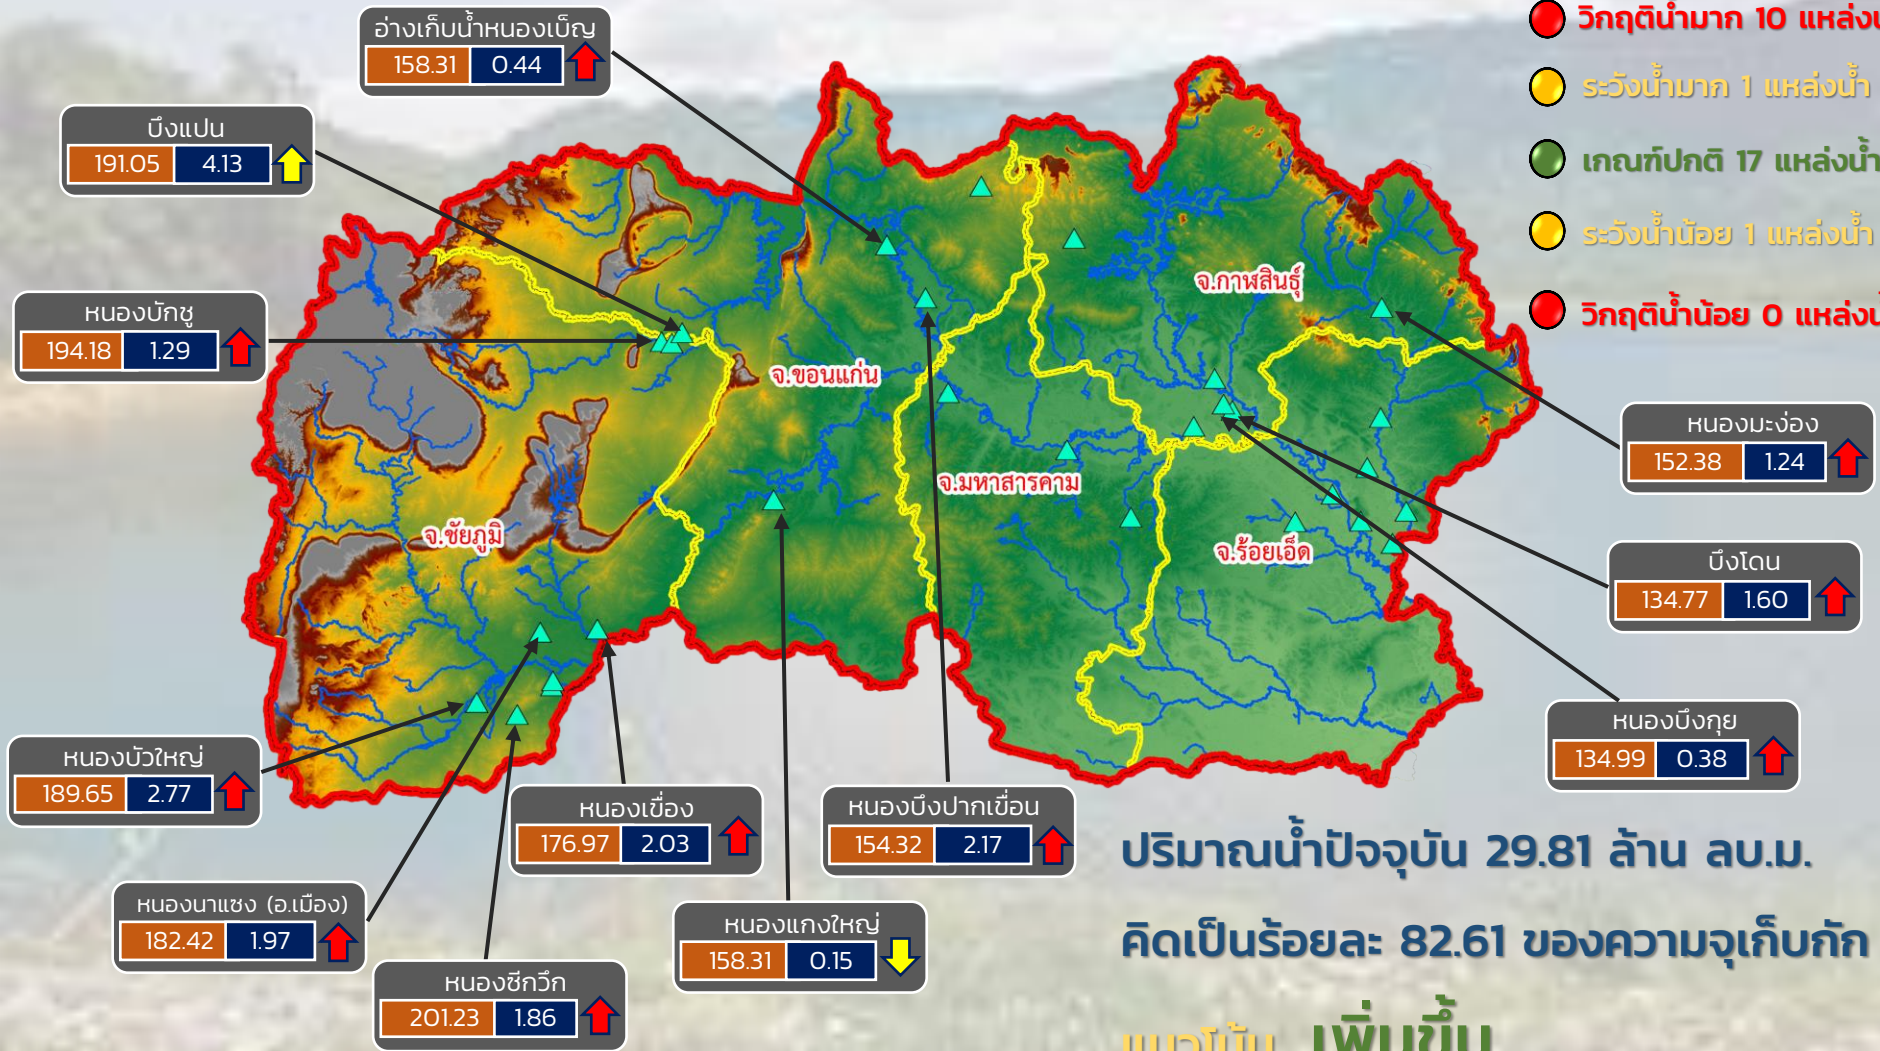 อ่างเก็บน้ำหนองเบ็ญ
158.31 0.44
วิกฤติน้ำมาก 10
ระวังน้ำมาก 1 แหล่งน้ำ
เกณฑ์ปกติ 17 แหล่งน้ำ
ระวังน้ำน้อย 1 แหล่งน้ำ
วิกฤติน้ำน้อย 0
บึงแปน
191.05 4.13
หนองบักชู
194.18 1.29
จ.กาฬสินธุ์
จ.ขอนแก่น
จ.มหาสารคาม
จ.ชัยภูมิ
จ.ร้อยเอ็ด
หนองมะง่อง
152.38 1.24
บึงโดน
134.77 1.60
หนองบึงกุย
134.99 0.38
หนองบัวใหญ่
189.65 2.77
หนองเขื่อง
176.97 2.03
หนองบึงปากเขื่อน
154.32 2.17
หนองนาแซง (อ.เมือง)
182.42 1.97
หนองแกงใหญ่
158.31 0.15
หนองซีกวึก
201.23 1.86
ปริมาณน้ำปัจจุบัน 29.81 ล้าน ลบ.ม.
คิดเป็นร้อยละ 82.61 ของความจุเก็บกัก
แนวโน้ม เพิ่มขึ้น